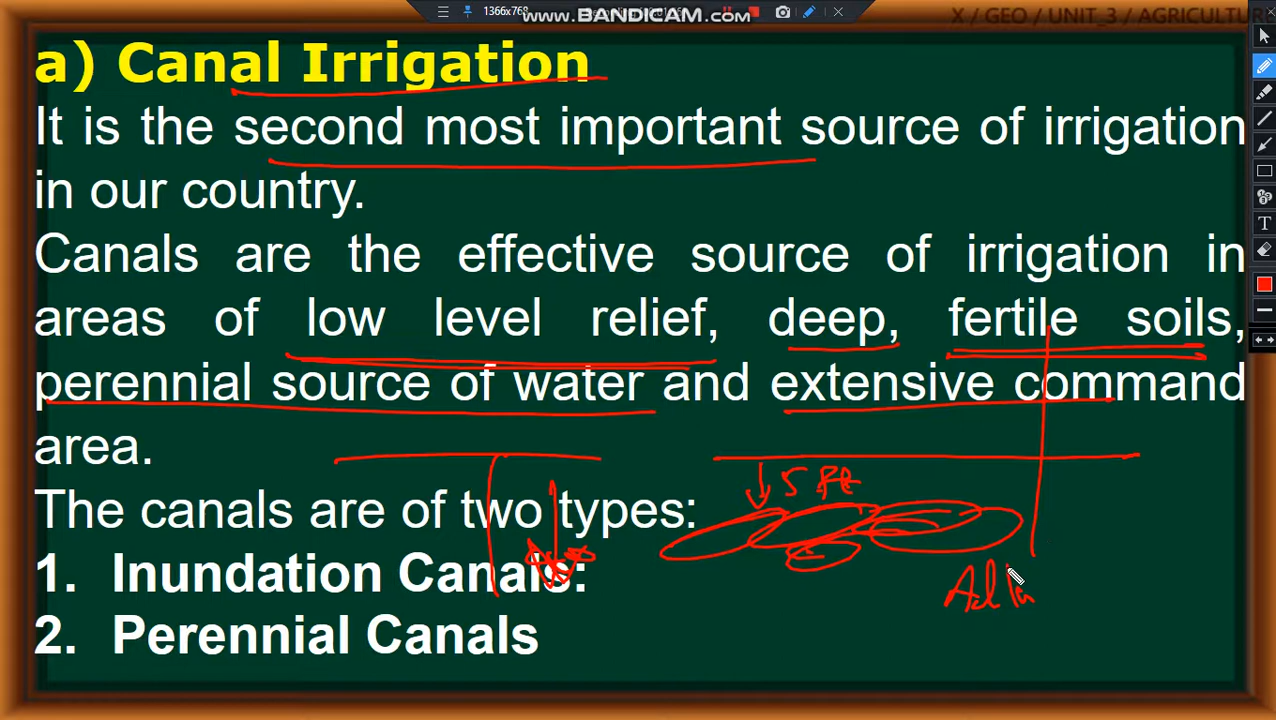 1366x768
www.BANDICAM.com
X / GEO / UNIT_3 / AGRICULTURE
a) Canal Irrigation
It is the second most important source of irrigation
in our country.
Canals are the effective source of irrigation in
areas of low level relief, deep, fertile soils,
perennial source of water and extensive command
area.
The canals are of two types:
1. Inundation Canals:
2. Perennial Canals